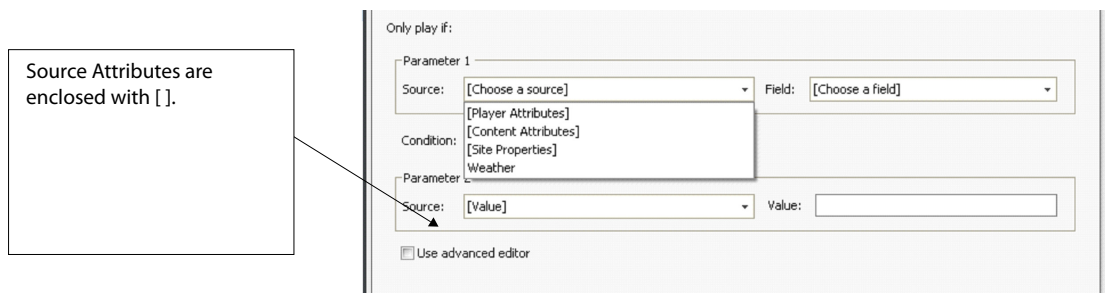 Source Attributes are
enclosed with [ ].
Only play if:
Parameter 1
Source: [Choose a source] Field: [Choose a field]
[Player Attributes]
[Content Attributes]
[Site Properties]
Weather
Condition:
Parameter
Source: [Value] Value:
Use advanced editor